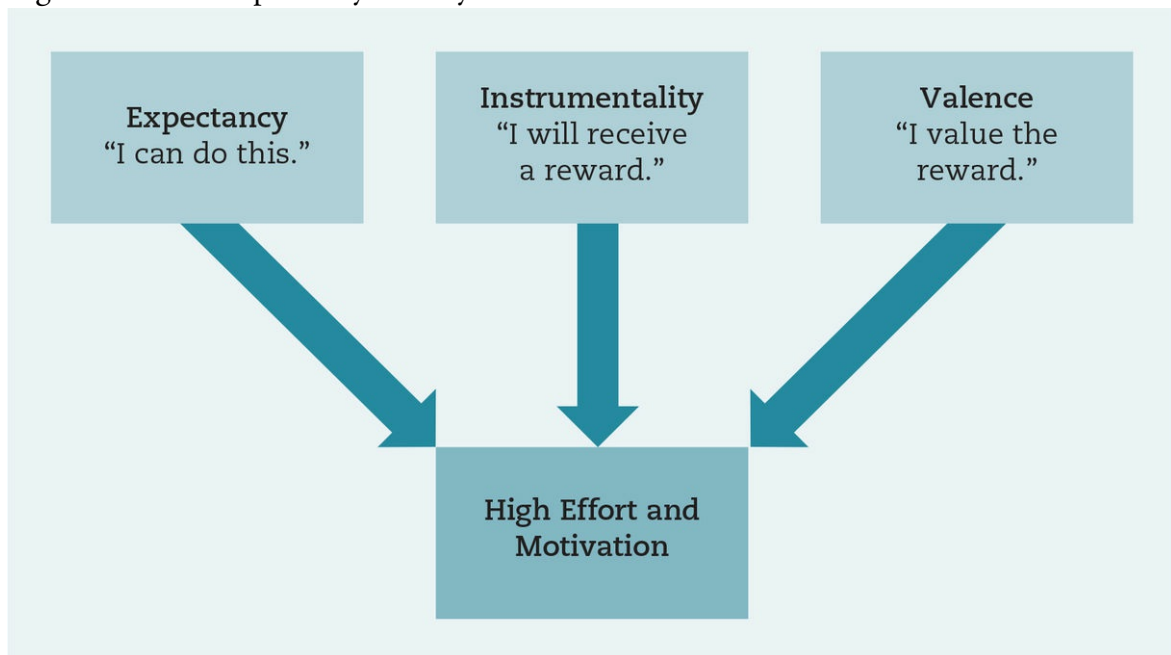 Expectancy
“I can do this.”
Instrumentality
“I will receive
a reward.”
Valence
“I value the
reward.”
High Effort and
Motivation